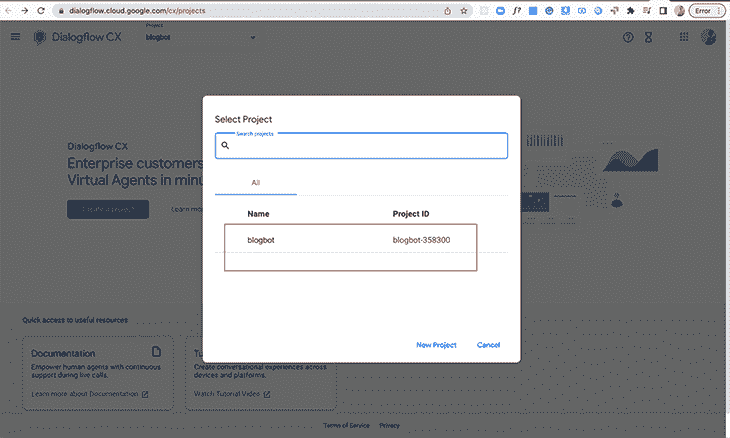 dialogflow.cloud.google.com/cx/projects
Error
Dialogflow CX
Project
blogbot
Select Project
Search projects
All
Name Project ID
blogbot blogbot-358300
New Project Cancel
Dialogflow CX
Enterprise customers
Virtual Agents in minu
Create a project
Learn mor
Quick access to useful resources
Documentation
Empower human agents with continuous
support during live calls.
Learn more about Documentation
Tu
Create conversational experiences across
devices and platforms.
Watch Tutorial Video
Terms of Service Privacy